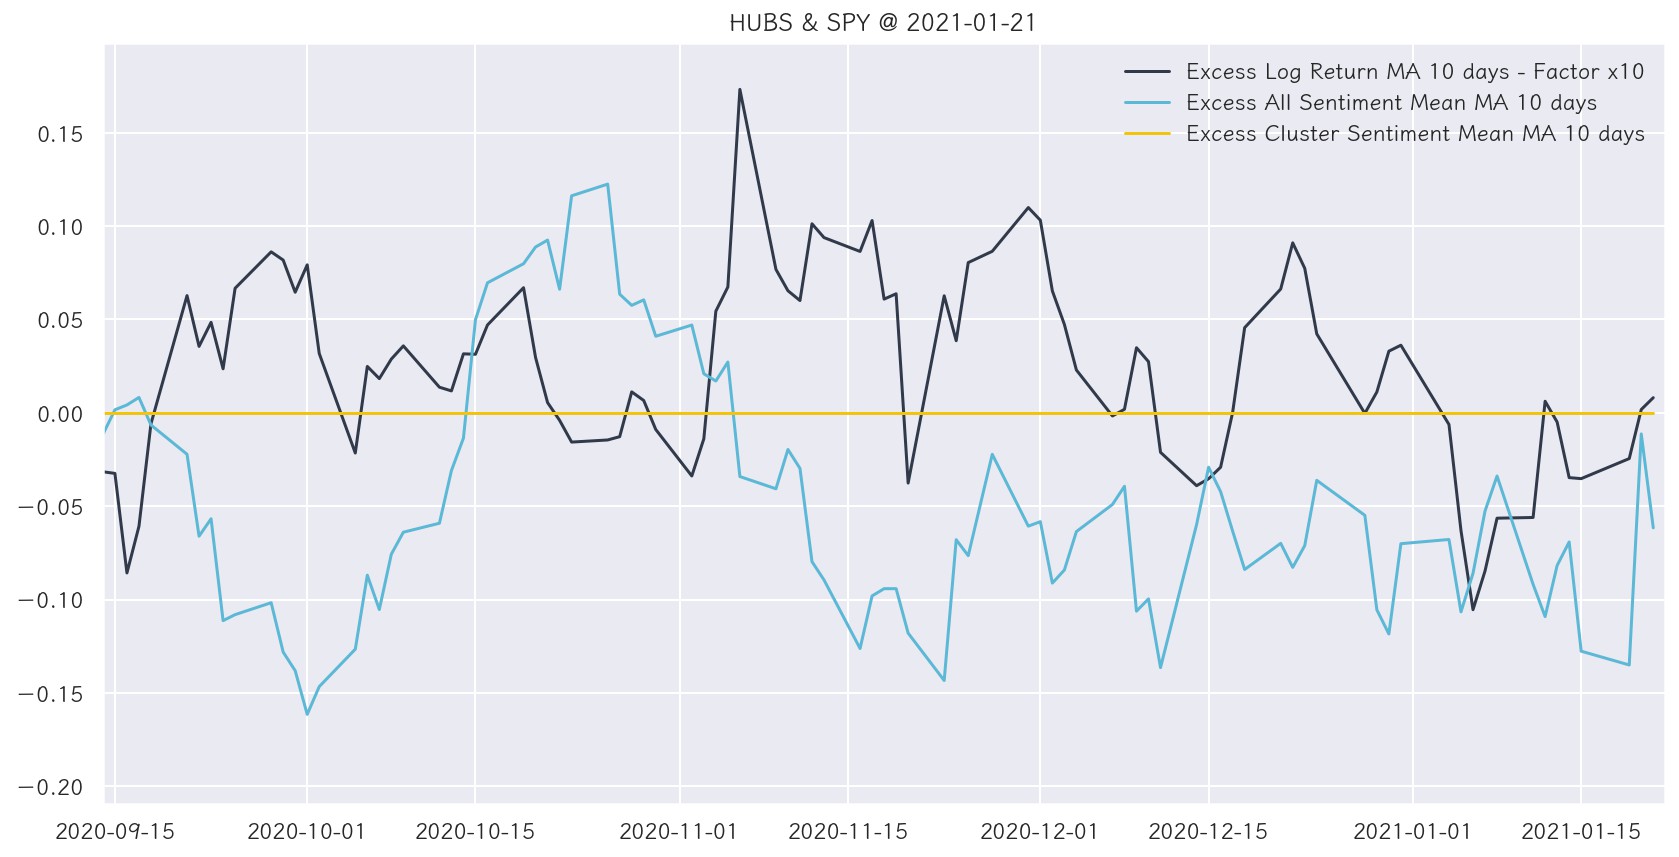 HUBS & SPY @ 2021-01-21
Excess Log Return MA 10 days - Factor x10
Excess All Sentiment Mean MA 10 days
Excess Cluster Sentiment Mean MA 10 days
0.15
0.10
0.05
0.00
−0.05
−0.10
−0.15
−0.20
2020-09-15 2020-10-01 2020-10-15 2020-11-01 2020-11-15 2020-12-01 2020-12-15 2021-01-01 2021-01-15